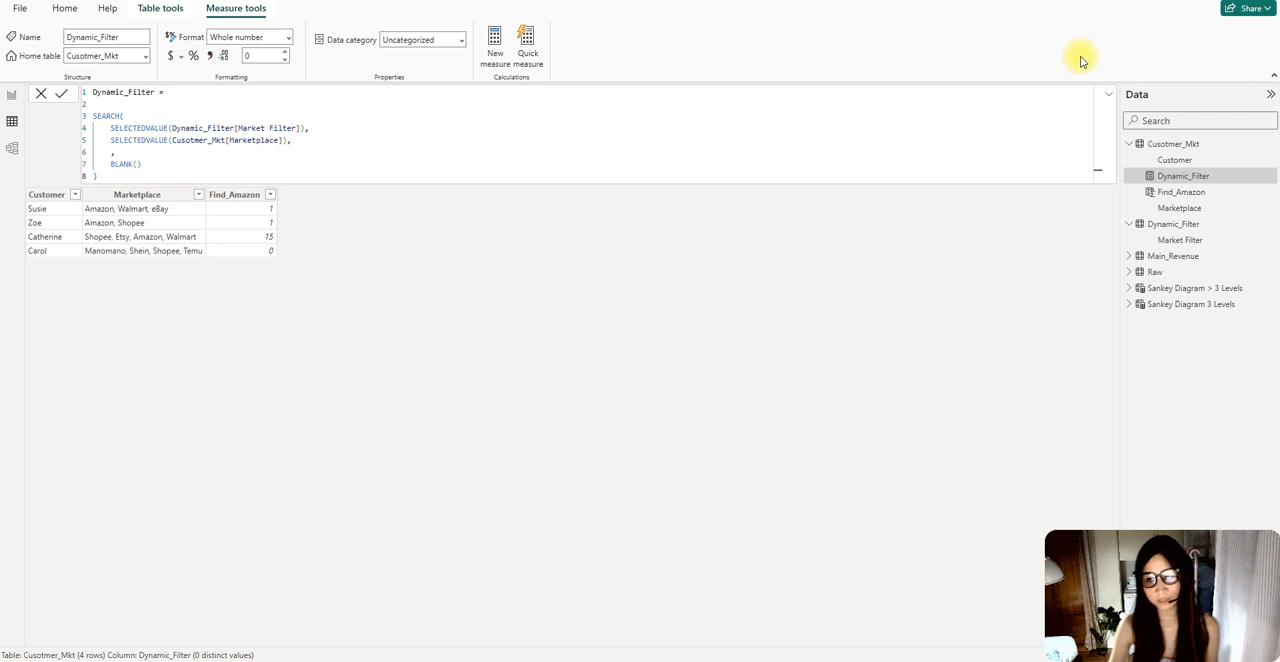 File Home Help Table tools Measure tools Share
Name Dynamic_Filter Format Whole number Data category Uncategorized New measure Quick measure
Home table Cusotmer_Mkt $ % 0
Structure Formatting Properties Calculations
1 Dynamic_Filter =
2
3 SEARCH(
4 SELECTEDVALUE(Dynamic_Filter[Market Filter]),
5 SELECTEDVALUE(Cusotmer_Mkt[Marketplace]),
6 ,
7 BLANK()
8 )
Customer Marketplace Find_Amazon
Susie Amazon, Walmart, eBay 1
Zoe Amazon, Shopee 1
Catherine Shopee, Etsy, Amazon, Walmart 15
Carol Manomano, Shein, Shopee, Temu 0
Data
Search
Cusotmer_Mkt
Customer
Dynamic_Filter
Find_Amazon
Marketplace
Dynamic_Filter
Market Filter
Main_Revenue
Raw
Sankey Diagram > 3 Levels
Sankey Diagram 3 Levels
Table: Cusotmer_Mkt (4 rows) Column: Dynamic_Filter (0 distinct values)